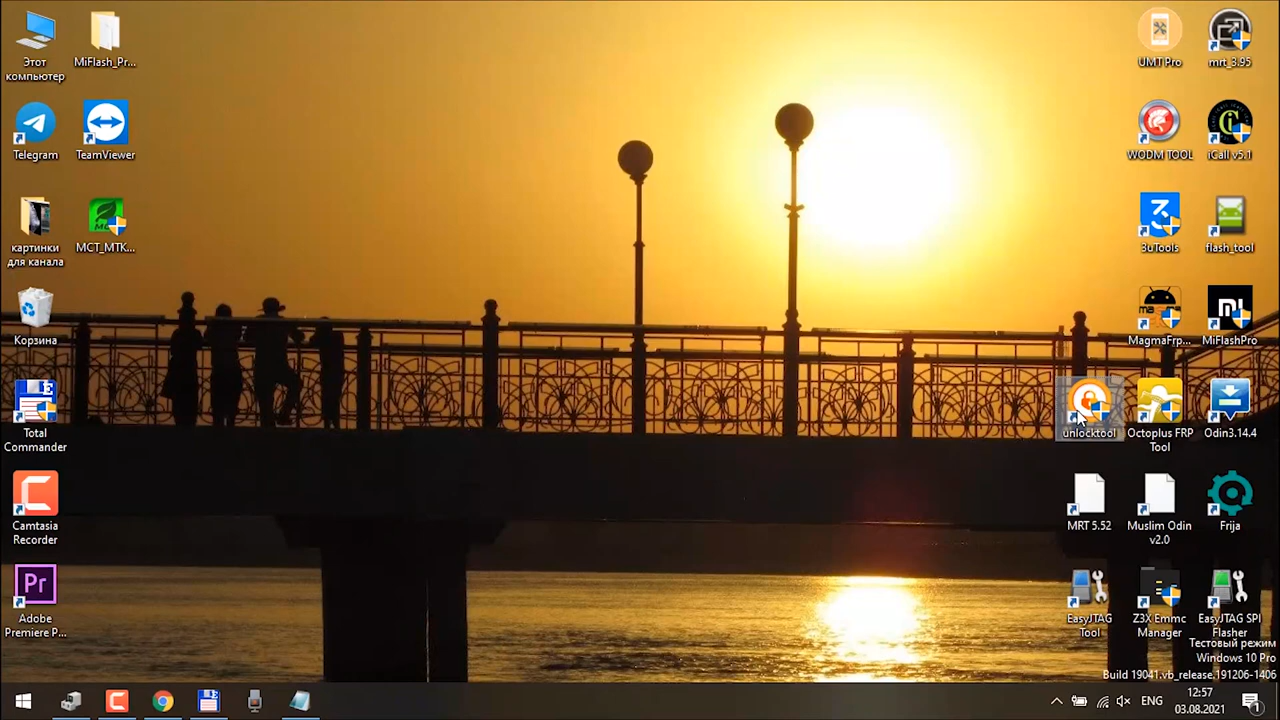 Этот
компьютер
MiFlash_Pr...
Telegram
TeamViewer
картинки
для канала
MCT_MTK...
Корзина
Total
Commander
Camtasia
Recorder
Pr
Adobe
Premiere P...
UMT Pro
mrt_3.95
WODM TOOL
iCall v5.1
3uTools
flash_tool
MagmaFrp...
MiFlashPro
unlocktool
Octoplus FRP
Tool
Odin3.14.4
MRT 5.52
Muslim Odin
v2.0
Frija
EasyJTAG
Tool
Z3X Emmc
Manager
EasyJTAG SPI
Flasher
Тестовый режим
Windows 10 Pro
Build 19041.vb_release.191206-1406
ENG
12:57
03.08.2021
1